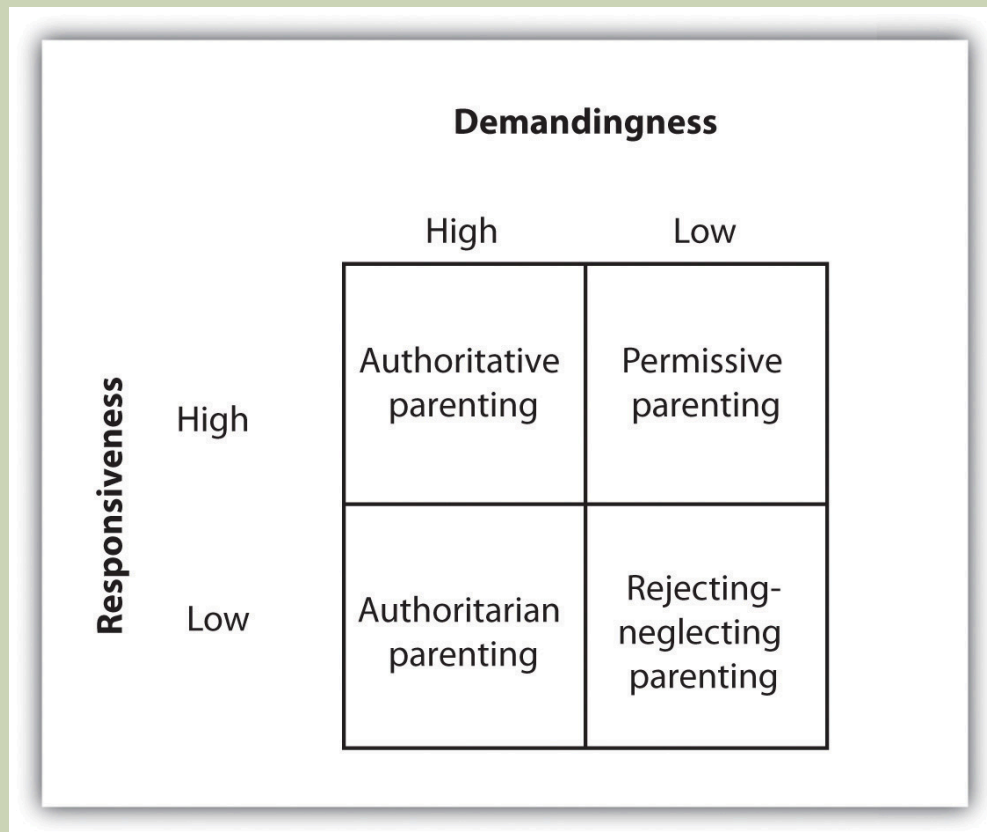 Demandingness
High Low
Authoritative
parenting
Permissive
parenting
Responsiveness
High
Low
Authoritarian
parenting
Rejecting-
neglecting
parenting